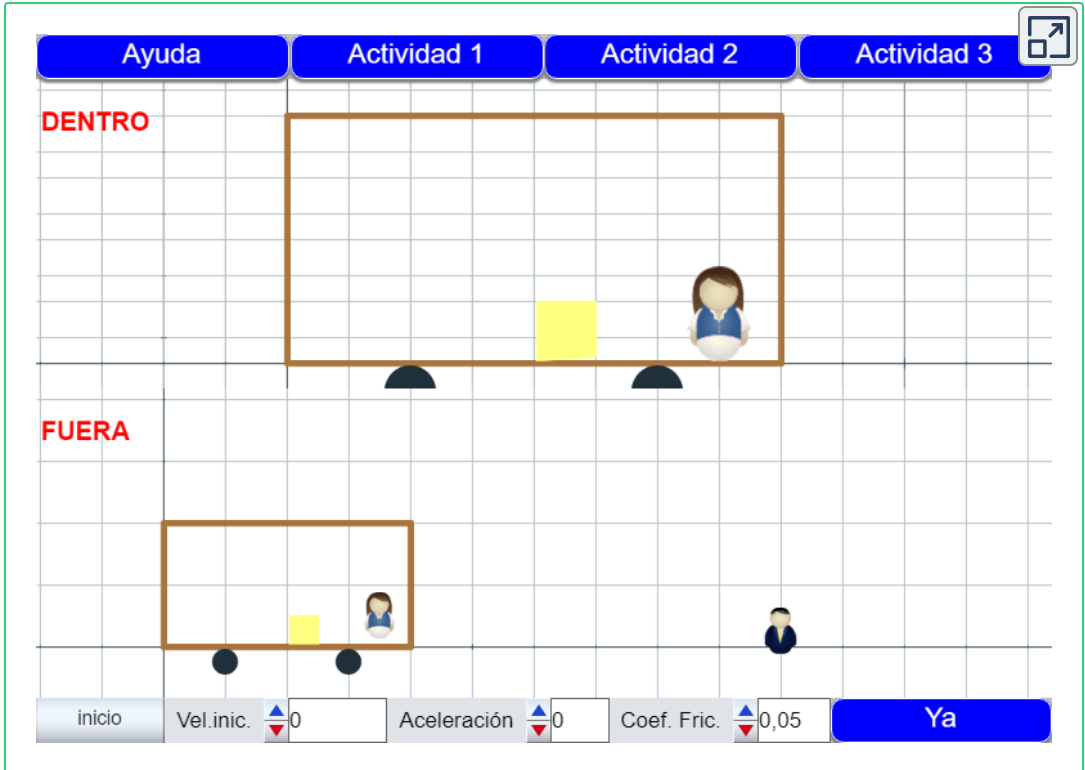 Ayuda Actividad 1 Actividad 2 Actividad 3
DENTRO
FUERA
inicio Vel.inic. 0 Aceleración 0 Coef. Fric. 0,05 Ya